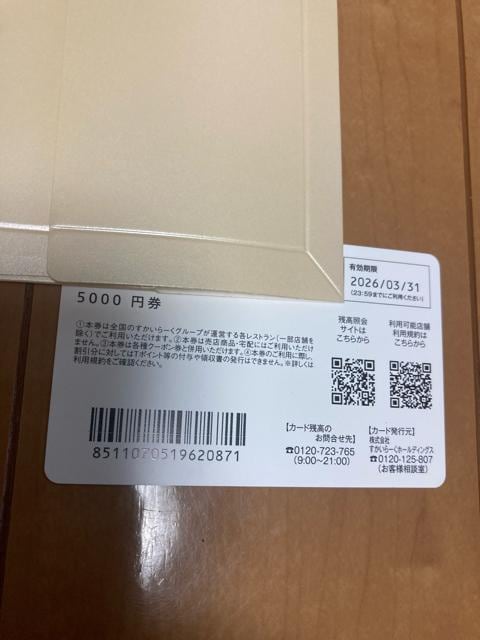 5000 円券
有効期限
2026/03/31
(23:59までにご利用ください)
①本券は全国のすかいらーくグループが運営する各レストラン(一部店舗を
除く)でご利用いただけます。②本券は売店商品・宅配にはご利用いただけ
ません。③本券は各種クーポン券と併用いただけます。④本券のご利用に際し、
割引分に対してはTポイント等の付与や領収書の発行はできません。※詳しくは
利用規約をご確認ください。
残高照会
サイトは
こちらから
利用可能店舗
利用規約は
こちらから
8511070519620871
【カード残高の
お問合せ先】
☎0120-723-765
(9:00~21:00)
【カード発行元】
株式会社
すかいらーくホールディングス
☎0120-125-807
(お客様相談室)